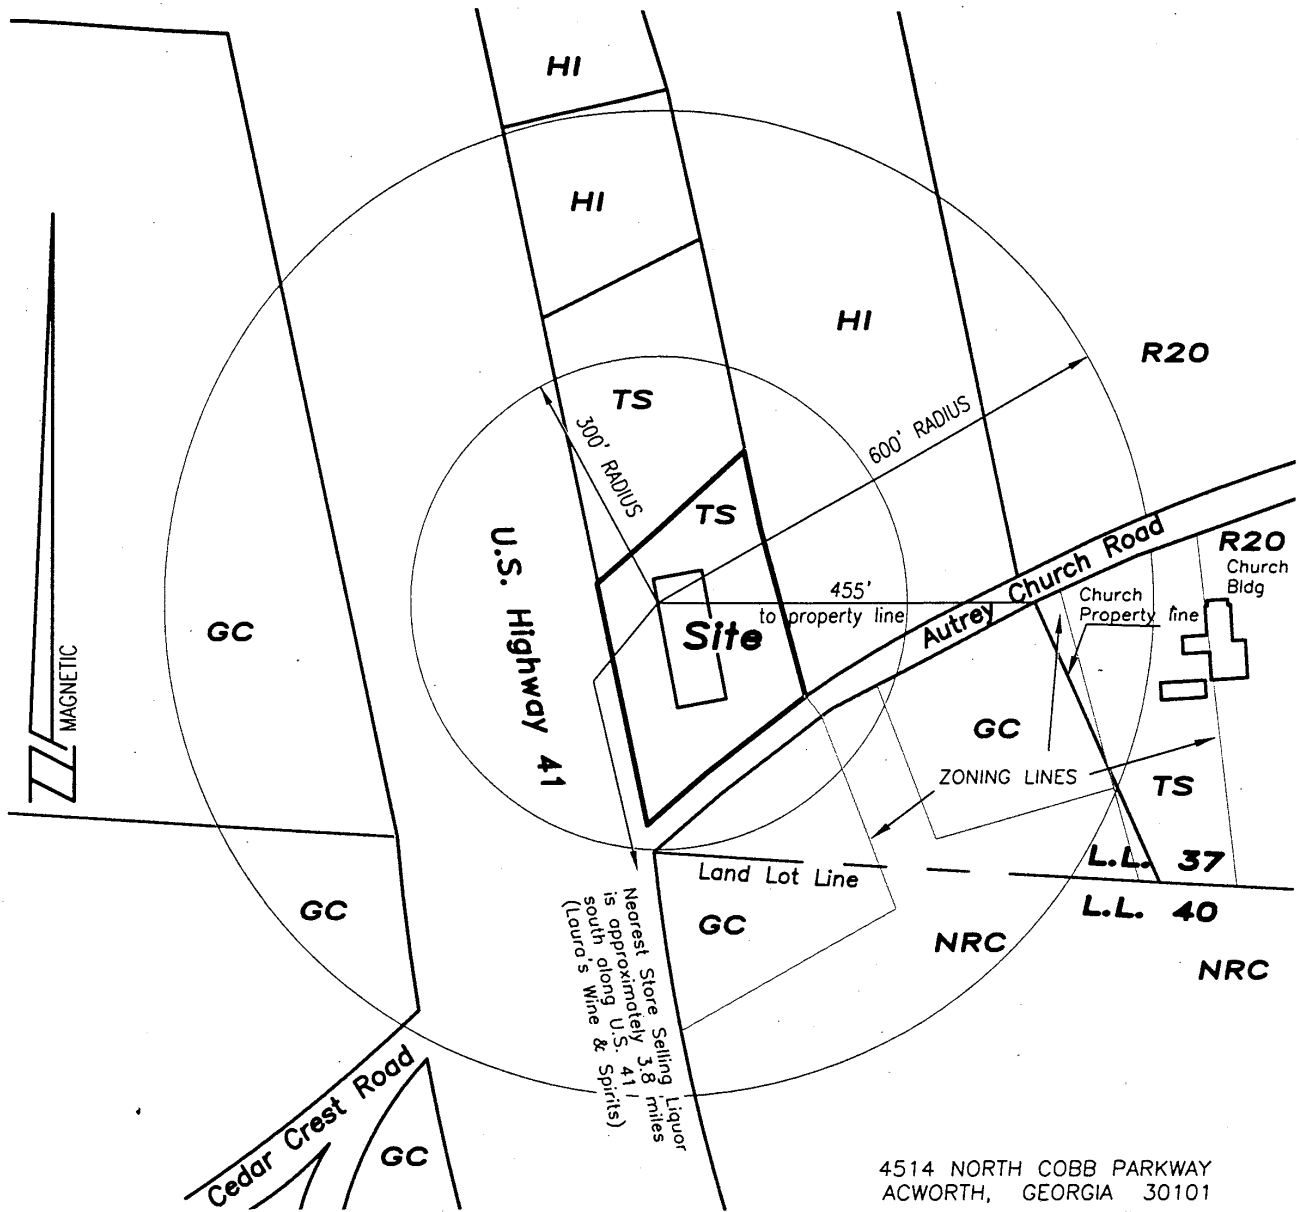 HI
HI
HI
R20
TS
300' RADIUS
600' RADIUS
TS
U.S. Highway 41
455'
to property line
Autrey Church Road
R20
Church
Bldg
Church
Property line
GC
Site
MAGNETIC
GC
ZONING LINES
TS
L.L. 37
Land Lot Line
L.L. 40
GC
GC
NRC
NRC
Nearest Store Selling Liquor
is approximately 3.8 miles
south along U.S. 41
(Laura's Wine & Spirits)
Cedar Crest Road
GC
4514 NORTH COBB PARKWAY
ACWORTH, GEORGIA 30101